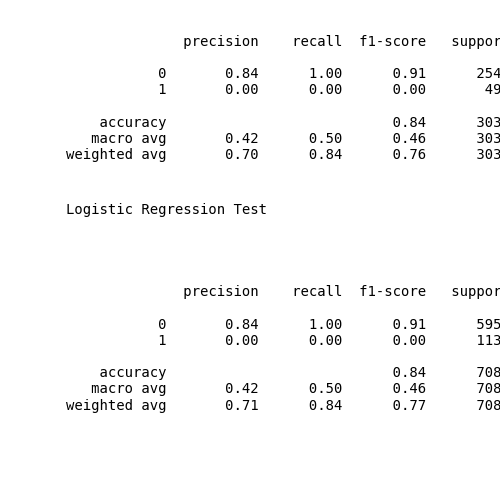 precision recall f1-score suppor
0 0.84 1.00 0.91 254
1 0.00 0.00 0.00 49
accuracy 0.84 303
macro avg 0.42 0.50 0.46 303
weighted avg 0.70 0.84 0.76 303
Logistic Regression Test
precision recall f1-score suppor
0 0.84 1.00 0.91 595
1 0.00 0.00 0.00 113
accuracy 0.84 708
macro avg 0.42 0.50 0.46 708
weighted avg 0.71 0.84 0.77 708